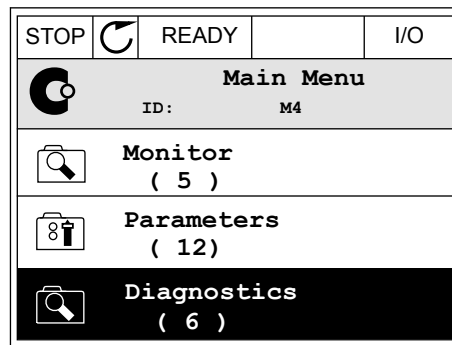 STOP READY I/O
Main Menu
ID: M4
Monitor
( 5 )
Parameters
( 12)
Diagnostics
( 6 )